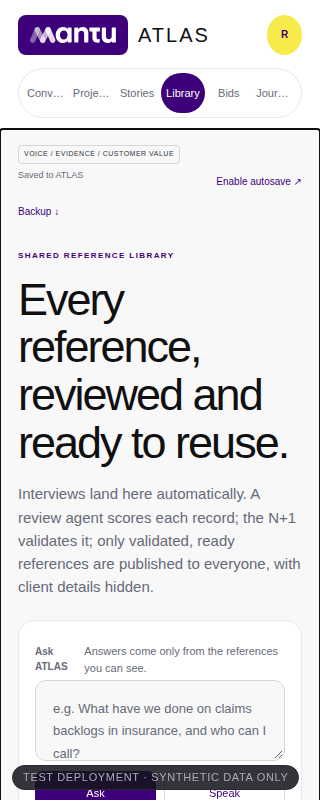 mantu ATLAS R
Conv… Proje… Stories Library Bids Jour…
VOICE / EVIDENCE / CUSTOMER VALUE
Saved to ATLAS
Enable autosave ↗
Backup ↓
SHARED REFERENCE LIBRARY
Every
reference,
reviewed and
ready to reuse.
Interviews land here automatically. A
review agent scores each record; the N+1
validates it; only validated, ready
references are published to everyone, with
client details hidden.
Ask ATLAS
Answers come only from the references
you can see.
e.g. What have we done on claims
backlogs in insurance, and who can I
call?
TEST DEPLOYMENT · SYNTHETIC DATA ONLY
Ask Speak